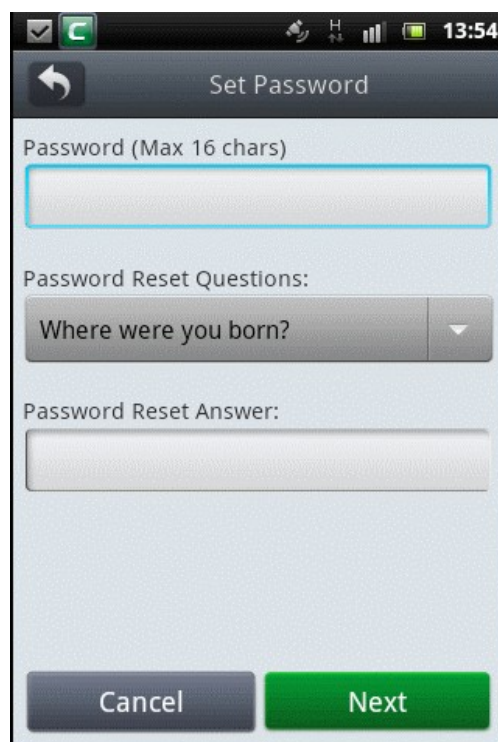 C H 13:54
Set Password
Password (Max 16 chars)
Password Reset Questions:
Where were you born?
Password Reset Answer:
Cancel Next